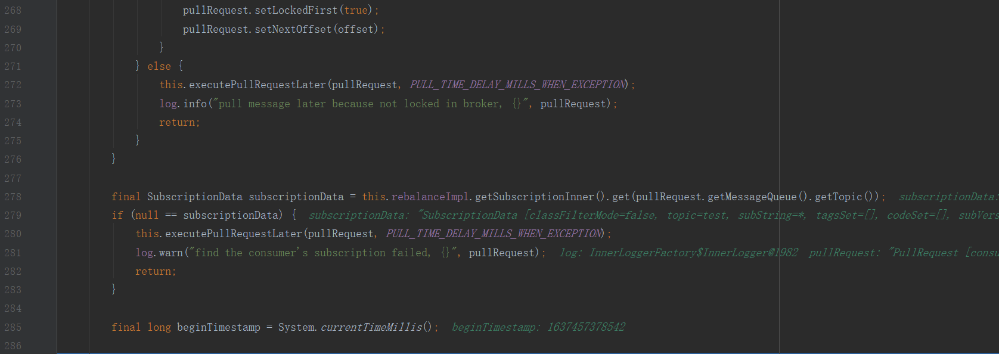 268 pullRequest.setLockedFirst(true);
269 pullRequest.setNextOffset(offset);
270 }
271 } else {
272 this.executePullRequestLater(pullRequest, PULL_TIME_DELAY_MILLS_WHEN_EXCEPTION);
273 log.info("pull message later because not locked in broker, {}", pullRequest);
274 return;
275 }
276 }
277
278 final SubscriptionData subscriptionData = this.rebalanceImpl.getSubscriptionInner().get(pullRequest.getMessageQueue().getTopic()); subscriptionData:
279 if (null == subscriptionData) { subscriptionData: "SubscriptionData [classFilterMode=false, topic=test, subString=*, tagsSet=[], codeSet=[], subVers
280 this.executePullRequestLater(pullRequest, PULL_TIME_DELAY_MILLS_WHEN_EXCEPTION);
281 log.warn("find the consumer's subscription failed, {}", pullRequest); log: InnerLoggerFactory$InnerLogger@1982 pullRequest: "PullRequest [consu
282 return;
283 }
284
285 final long beginTimestamp = System.currentTimeMillis(); beginTimestamp: 1637457378542
286